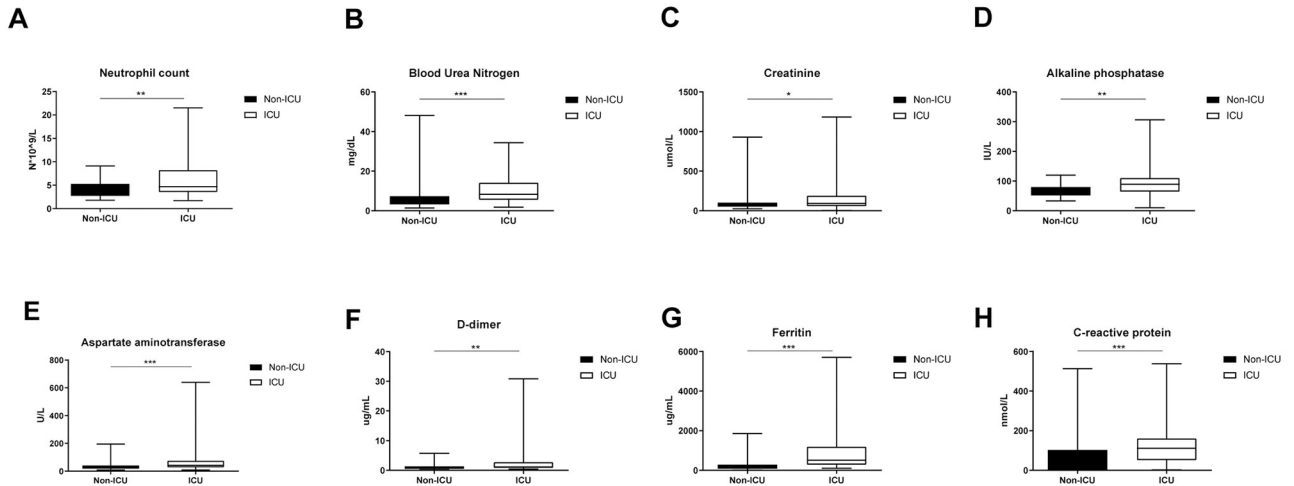 A
Neutrophil count
N*10^9/L
25
20
15
10
5
0
**
Non-ICU
ICU
Non-ICU
ICU
B
Blood Urea Nitrogen
mg/dL
60
40
20
0
***
Non-ICU
ICU
Non-ICU
ICU
C
Creatinine
umol/L
1500
1000
500
0
*
Non-ICU
ICU
Non-ICU
ICU
D
Alkaline phosphatase
IU/L
400
300
200
100
0
**
Non-ICU
ICU
Non-ICU
ICU
E
Aspartate aminotransferase
U/L
800
600
400
200
0
***
Non-ICU
ICU
Non-ICU
ICU
F
D-dimer
ug/mL
40
30
20
10
0
**
Non-ICU
ICU
Non-ICU
ICU
G
Ferritin
ug/mL
6000
4000
2000
0
***
Non-ICU
ICU
Non-ICU
ICU
H
C-reactive protein
nmol/L
600
400
200
0
***
Non-ICU
ICU
Non-ICU
ICU